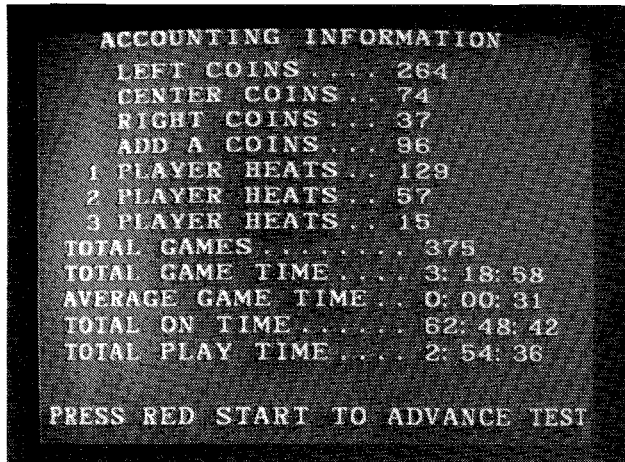 ACCOUNTING INFORMATION
LEFT COINS.... 264
CENTER COINS.. 74
RIGHT COINS... 37
ADD A COINS... 96
1 PLAYER HEATS.. 129
2 PLAYER HEATS.. 57
3 PLAYER HEATS.. 15
TOTAL GAMES........ 375
TOTAL GAME TIME.... 3: 18: 58
AVERAGE GAME TIME.. 0: 00: 31
TOTAL ON TIME...... 62: 48: 42
TOTAL PLAY TIME.... 2: 54: 36
PRESS RED START TO ADVANCE TEST